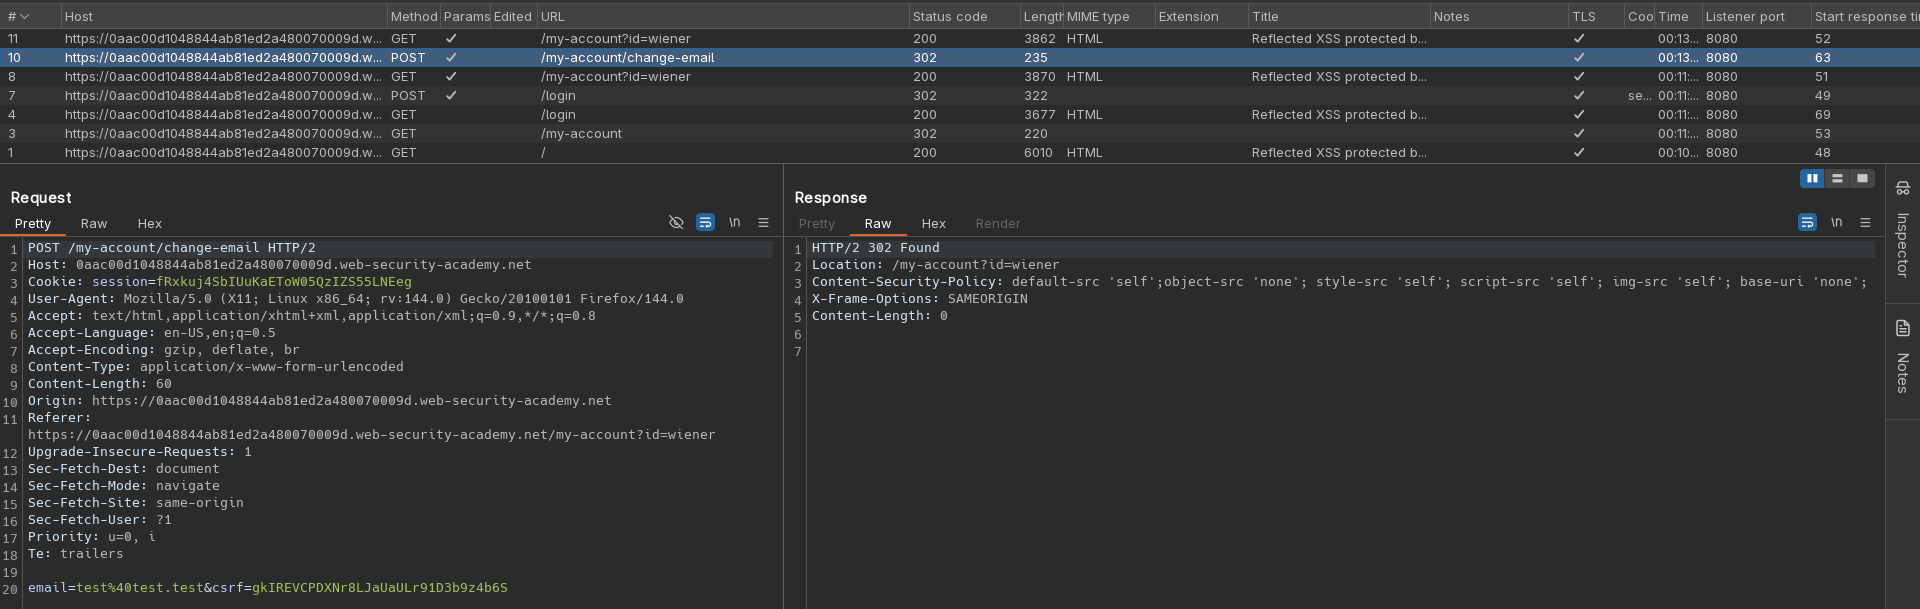 # Host Method Params Edited URL Status code Length MIME type Extension Title Notes TLS Coo Time Listener port Start response ti
11 https://0aac00d1048844ab81ed2a480070009d.w... GET /my-account?id=wiener 200 3862 HTML Reflected XSS protected b... 00:13... 8080 52
10 https://0aac00d1048844ab81ed2a480070009d.w... POST /my-account/change-email 302 235 00:13... 8080 63
8 https://0aac00d1048844ab81ed2a480070009d.w... GET /my-account?id=wiener 200 3870 HTML Reflected XSS protected b... 00:11:... 8080 51
7 https://0aac00d1048844ab81ed2a480070009d.w... POST /login 302 322 se... 00:11:... 8080 49
4 https://0aac00d1048844ab81ed2a480070009d.w... GET /login 200 3677 HTML Reflected XSS protected b... 00:11:... 8080 69
3 https://0aac00d1048844ab81ed2a480070009d.w... GET /my-account 302 220 00:11:... 8080 53
1 https://0aac00d1048844ab81ed2a480070009d.w... GET / 200 6010 HTML Reflected XSS protected b... 00:10... 8080 48
Request
Pretty Raw Hex \n
1 POST /my-account/change-email HTTP/2
2 Host: 0aac00d1048844ab81ed2a480070009d.web-security-academy.net
3 Cookie: session=fRxkuj4SbIUuKaEToW05QzIZS55LNEeg
4 User-Agent: Mozilla/5.0 (X11; Linux x86_64; rv:144.0) Gecko/20100101 Firefox/144.0
5 Accept: text/html,application/xhtml+xml,application/xml;q=0.9,*/*;q=0.8
6 Accept-Language: en-US,en;q=0.5
7 Accept-Encoding: gzip, deflate, br
8 Content-Type: application/x-www-form-urlencoded
9 Content-Length: 60
10 Origin: https://0aac00d1048844ab81ed2a480070009d.web-security-academy.net
11 Referer:
https://0aac00d1048844ab81ed2a480070009d.web-security-academy.net/my-account?id=wiener
12 Upgrade-Insecure-Requests: 1
13 Sec-Fetch-Dest: document
14 Sec-Fetch-Mode: navigate
15 Sec-Fetch-Site: same-origin
16 Sec-Fetch-User: ?1
17 Priority: u=0, i
18 Te: trailers
19
20 email=test%40test.test&csrf=gkIREVCPDXNr8LJaUaULr91D3b9z4b6S
Response
Pretty Raw Hex Render \n
1 HTTP/2 302 Found
2 Location: /my-account?id=wiener
3 Content-Security-Policy: default-src 'self';object-src 'none'; style-src 'self'; script-src 'self'; img-src 'self'; base-uri 'none';
4 X-Frame-Options: SAMEORIGIN
5 Content-Length: 0
6
7
Inspector
Notes